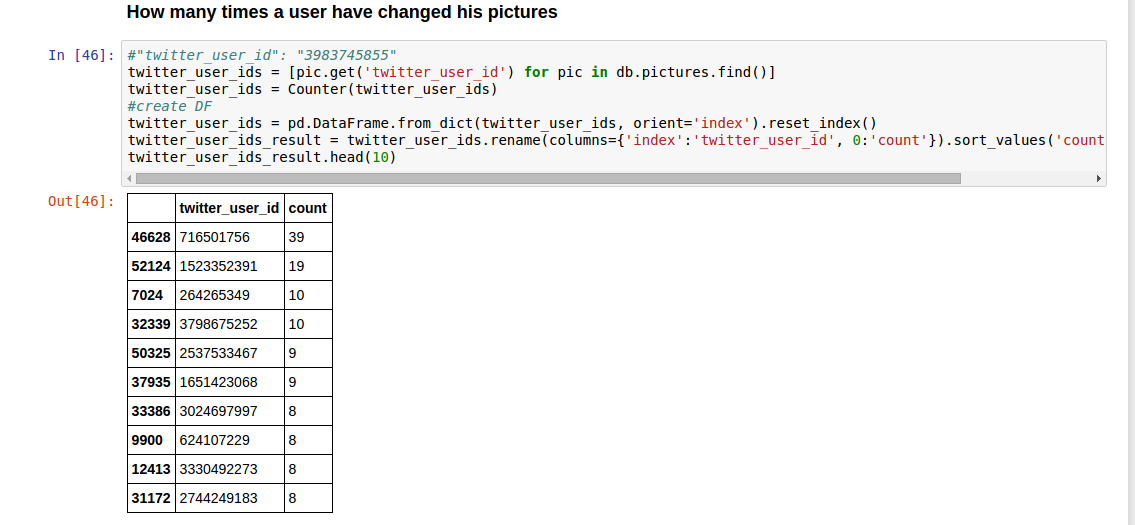 How many times a user have changed his pictures
In [46]: #"twitter_user_id": "3983745855"
twitter_user_ids = [pic.get('twitter_user_id') for pic in db.pictures.find()]
twitter_user_ids = Counter(twitter_user_ids)
#create DF
twitter_user_ids = pd.DataFrame.from_dict(twitter_user_ids, orient='index').reset_index()
twitter_user_ids_result = twitter_user_ids.rename(columns={'index':'twitter_user_id', 0:'count'}).sort_values('count
twitter_user_ids_result.head(10)
Out[46]:
twitter_user_id count
46628 716501756 39
52124 1523352391 19
7024 264265349 10
32339 3798675252 10
50325 2537533467 9
37935 1651423068 9
33386 3024697997 8
9900 624107229 8
12413 3330492273 8
31172 2744249183 8